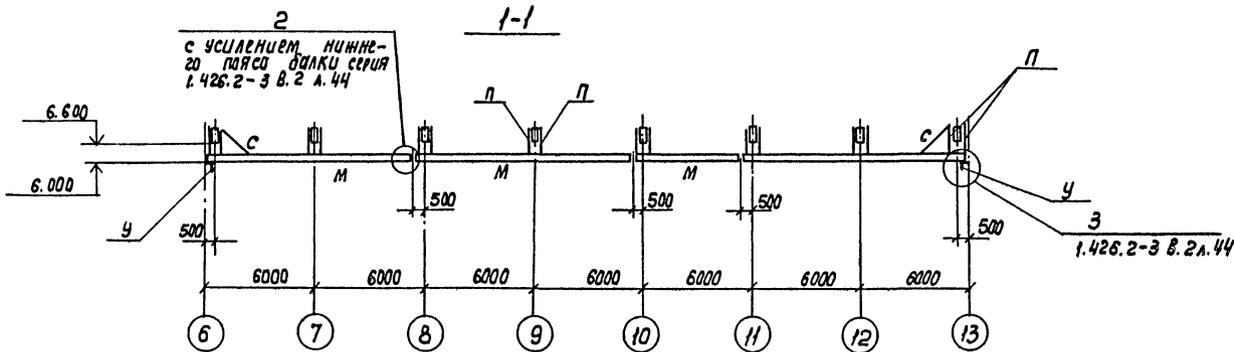 1-1
2
с усилением нижне-
го пояса балки серия
1.426.2-3 В.2 л.44
П
П
П
6.600
6.000
С
С
М
М
М
У
У
3
1.426.2-3 В.2 л.44
500
500
500
500
500
6000
6000
6000
6000
6000
6000
6000
6
7
8
9
10
11
12
13